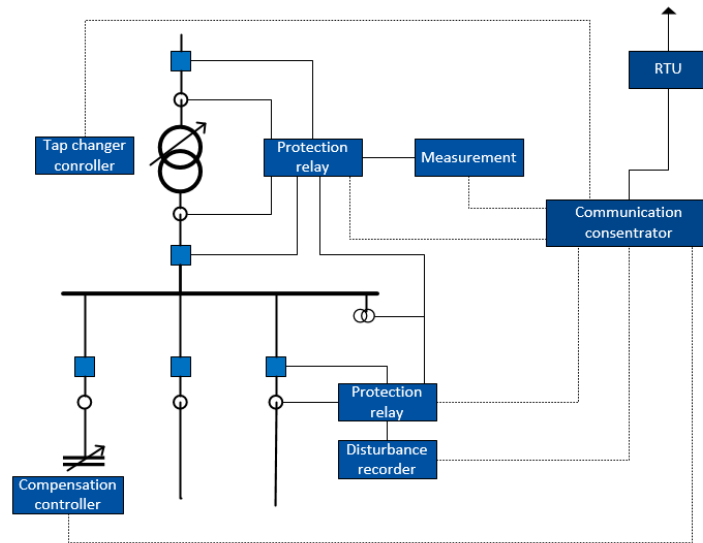 RTU
Tap changer
conroller
Protection
relay
Measurement
Communication
consentrator
Protection
relay
Disturbance
recorder
Compensation
controller